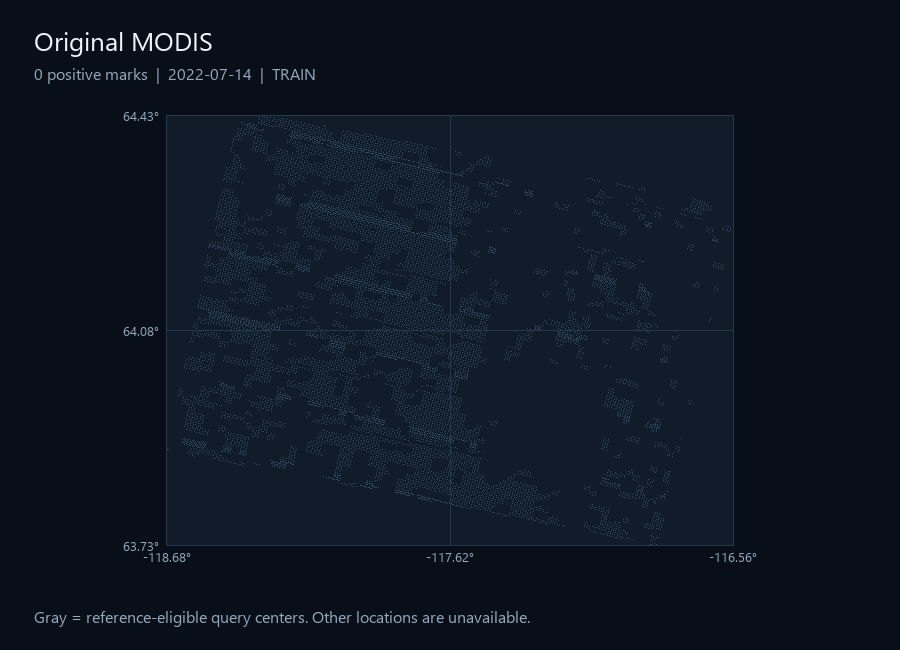 Original MODIS
0 positive marks | 2022-07-14 | TRAIN
64.43°
64.08°
63.73°
-118.68°
-117.62°
-116.56°
Gray = reference-eligible query centers. Other locations are unavailable.